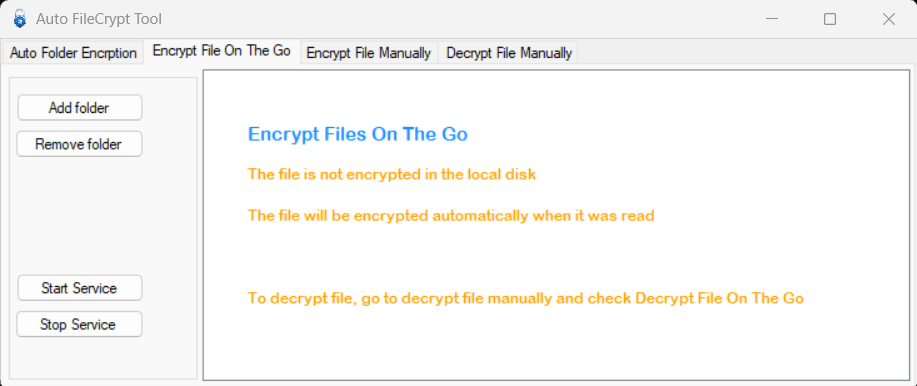 Auto FileCrypt Tool
Auto Folder Encrption Encrypt File On The Go Encrypt File Manually Decrypt File Manually
Add folder
Remove folder
Start Service
Stop Service
Encrypt Files On The Go
The file is not encrypted in the local disk
The file will be encrypted automatically when it was read
To decrypt file, go to decrypt file manually and check Decrypt File On The Go